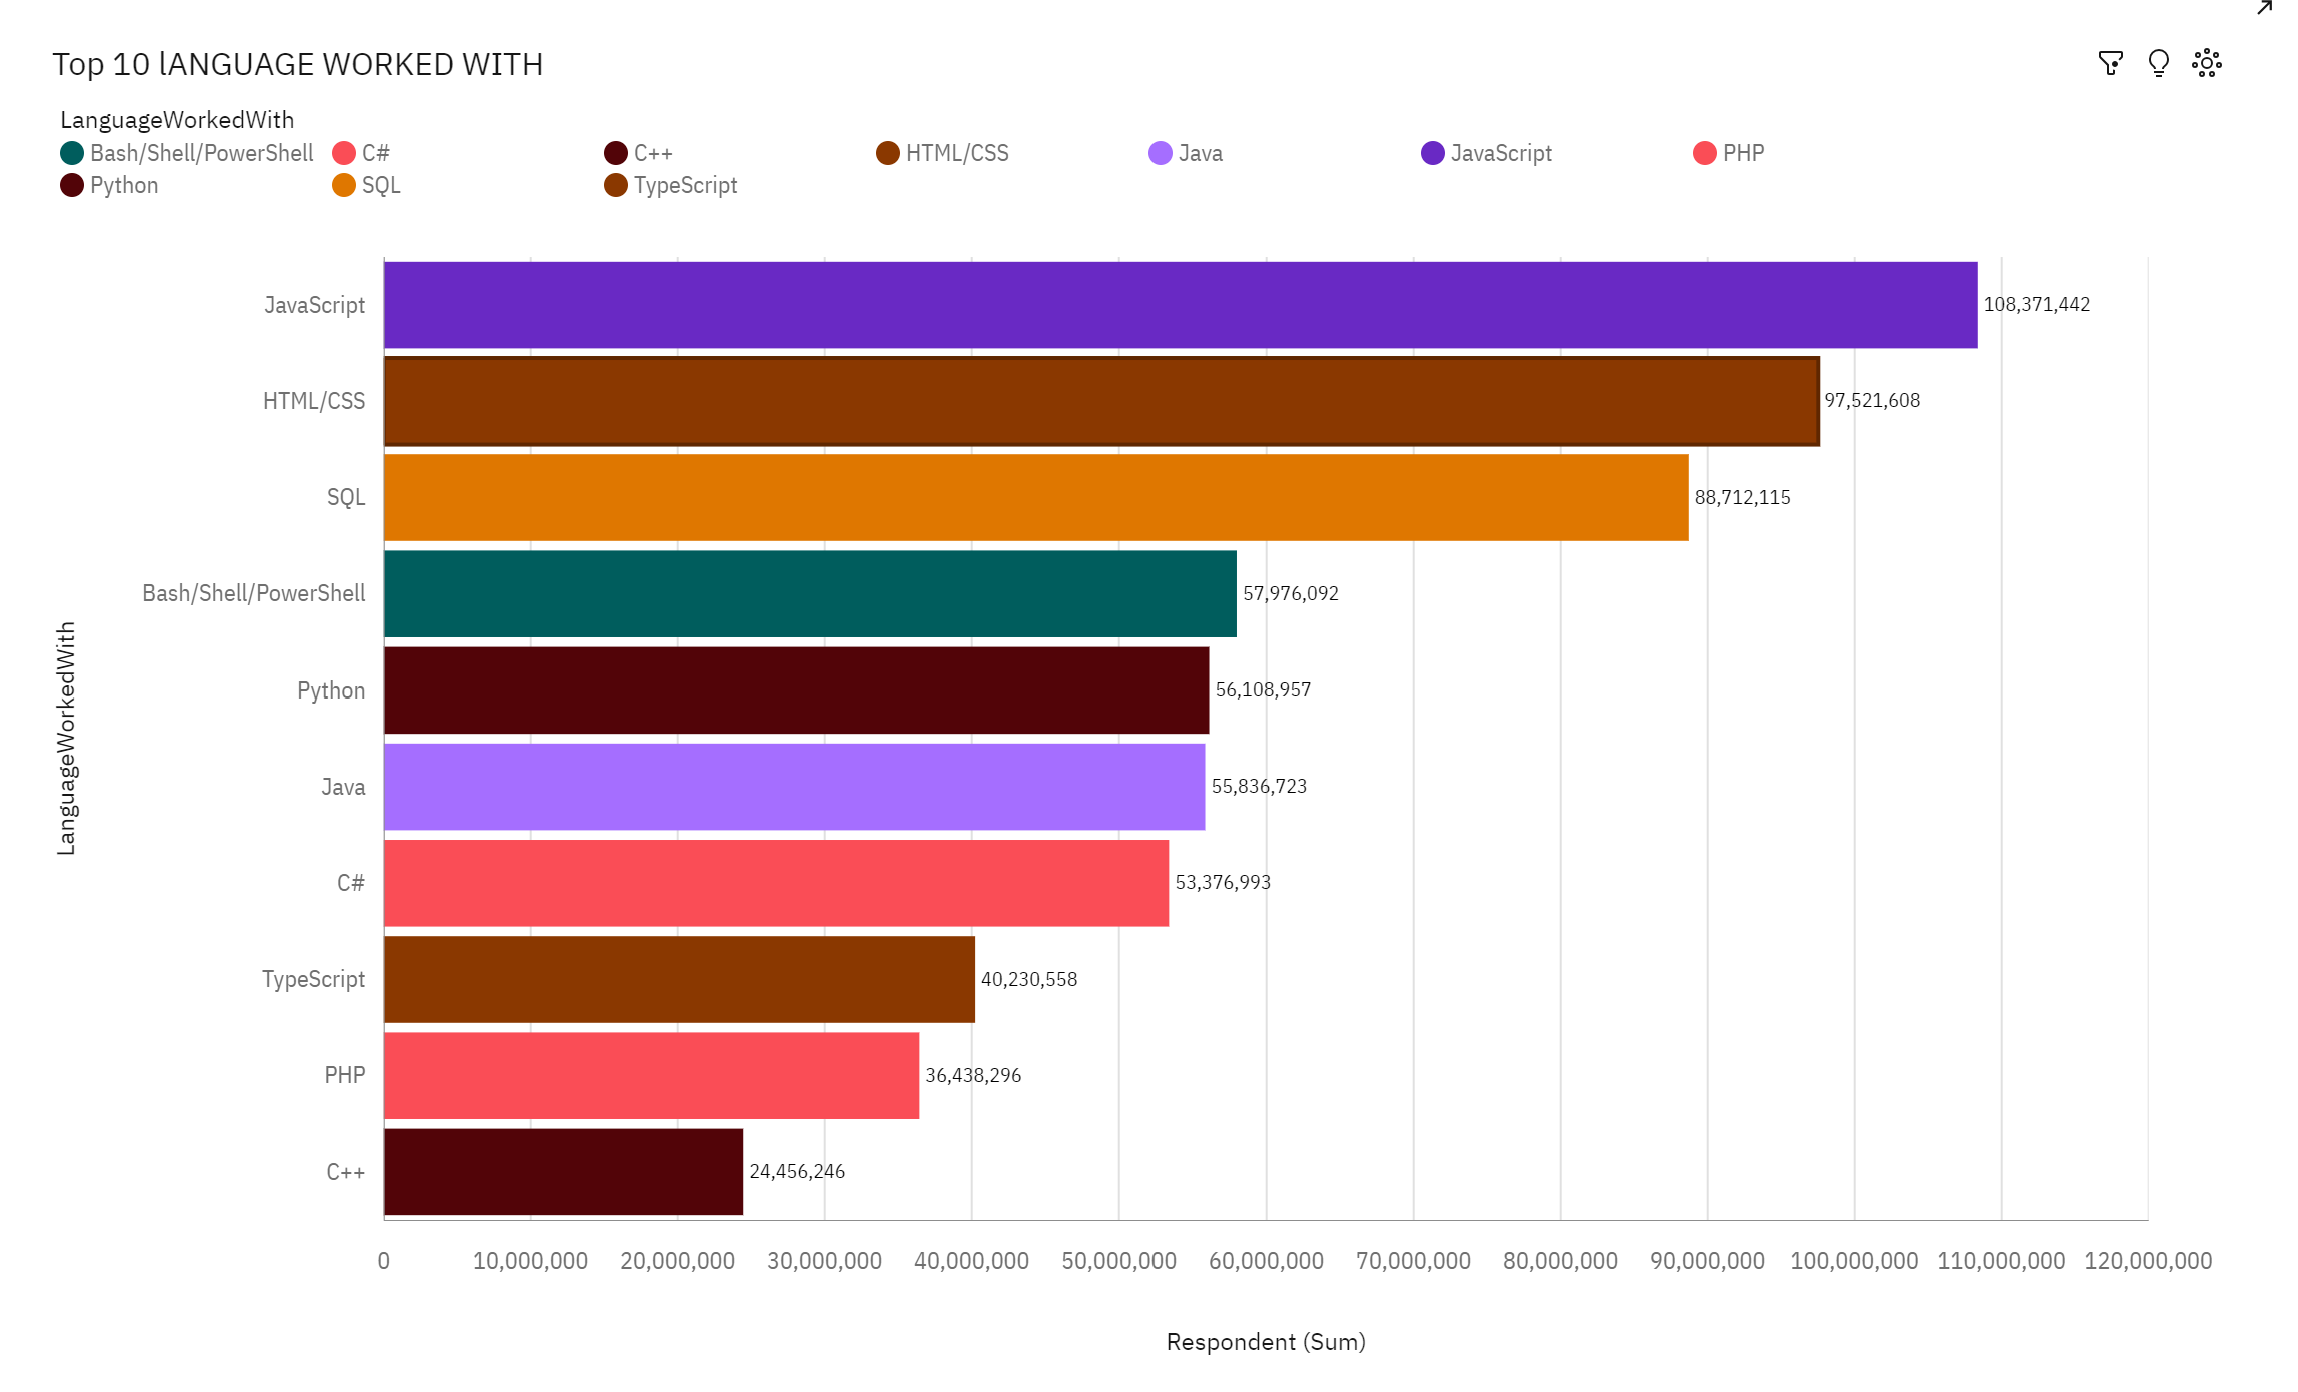 Top 10 lANGUAGE WORKED WITH
LanguageWorkedWith
Bash/Shell/PowerShell C# C++ HTML/CSS Java JavaScript PHP
Python SQL TypeScript
JavaScript 108,371,442
HTML/CSS 97,521,608
SQL 88,712,115
Bash/Shell/PowerShell 57,976,092
Python 56,108,957
Java 55,836,723
C# 53,376,993
TypeScript 40,230,558
PHP 36,438,296
C++ 24,456,246
LanguageWorkedWith
0 10,000,000 20,000,000 30,000,000 40,000,000 50,000,000 60,000,000 70,000,000 80,000,000 90,000,000 100,000,000 110,000,000 120,000,000
Respondent (Sum)